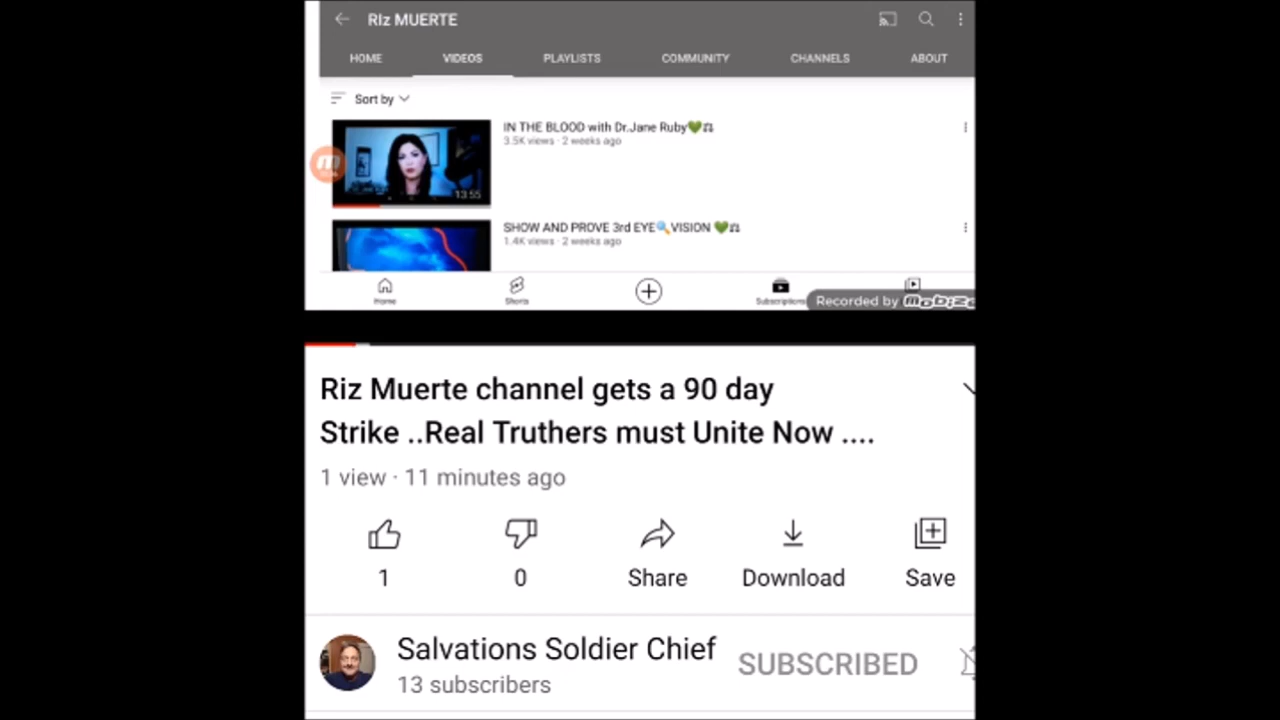 RIz MUERTE
HOME VIDEOS PLAYLISTS COMMUNITY CHANNELS ABOUT
Sort by
IN THE BLOOD with Dr.Jane Ruby💚⚖
3.5K views · 2 weeks ago
13:55
SHOW AND PROVE 3rd EYE🔍VISION 💚⚖
1.4K views · 2 weeks ago
Home Shorts Subscriptions
Recorded by
Riz Muerte channel gets a 90 day
Strike ..Real Truthers must Unite Now ....
1 view · 11 minutes ago
1 0 Share Download Save
Salvations Soldier Chief SUBSCRIBED
13 subscribers